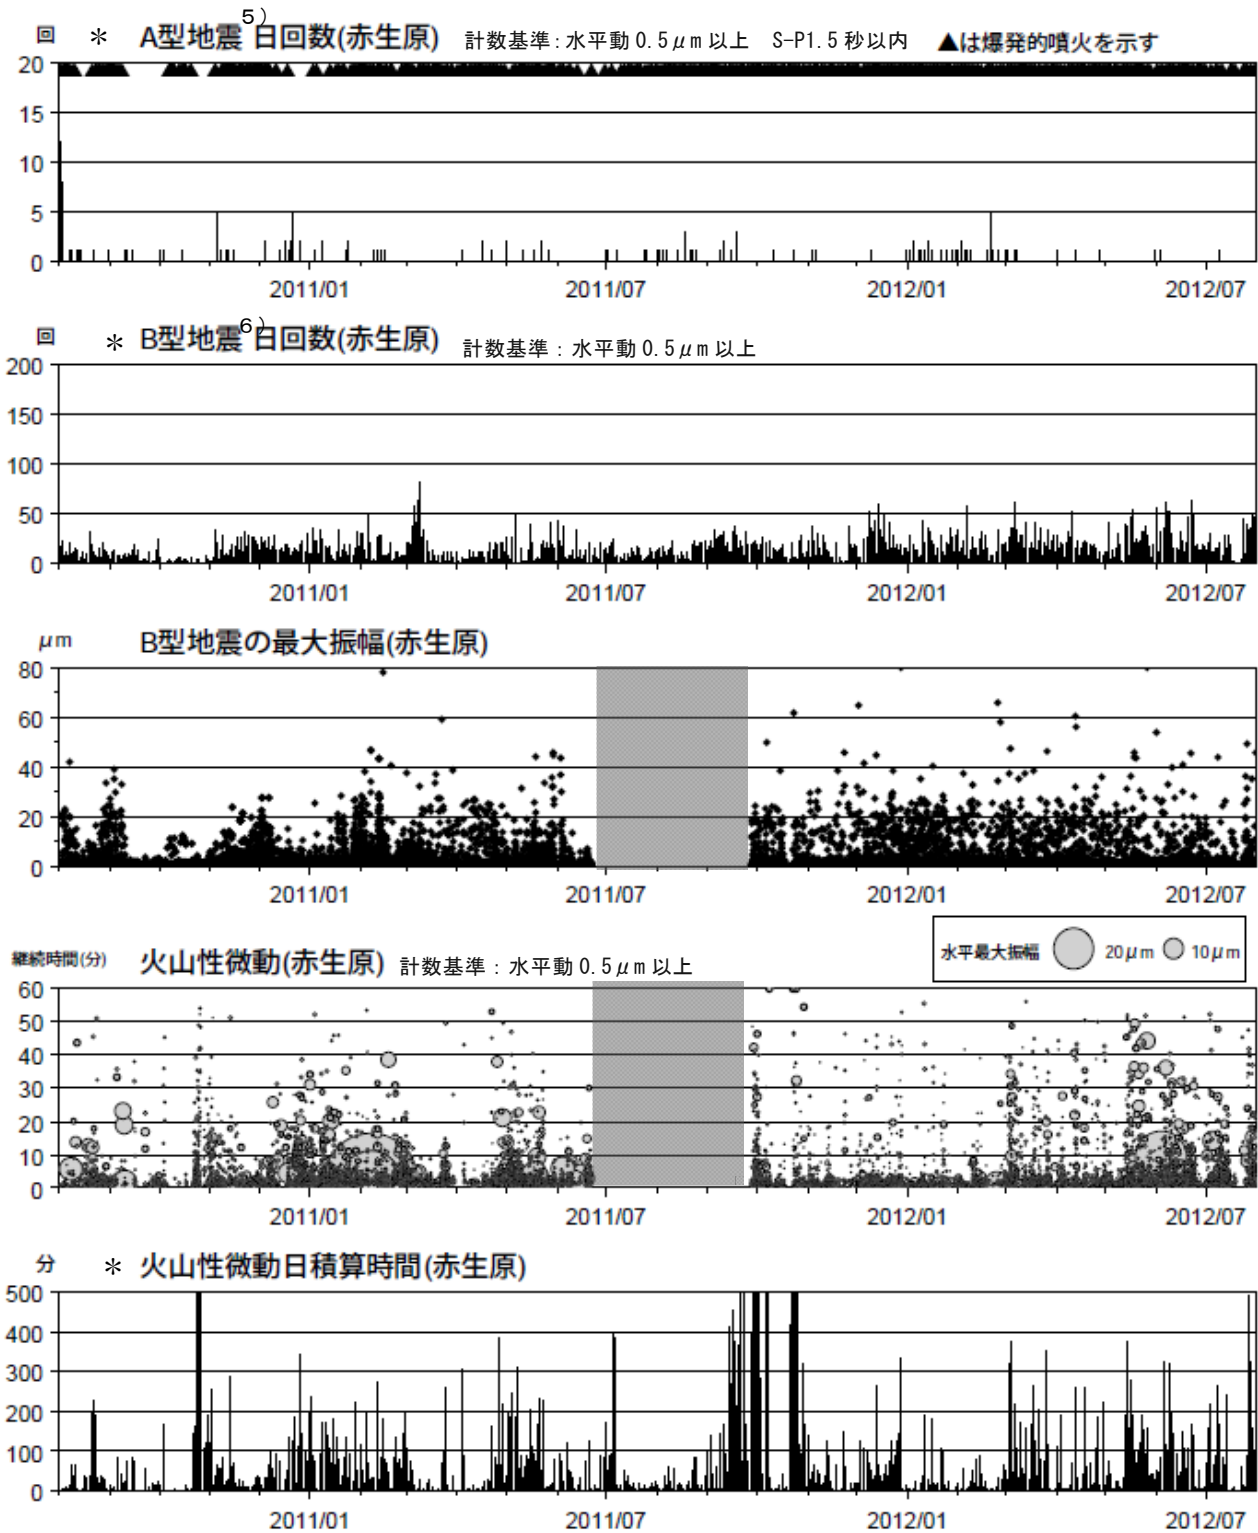 回 ＊ A型地震5）日回数(赤生原) 計数基準：水平動0.5μm以上 S-P1.5秒以内 ▲は爆発的噴火を示す
20
15
10
5
0
2011/01 2011/07 2012/01 2012/07
回 ＊ B型地震6）日回数(赤生原) 計数基準：水平動0.5μm以上
200
150
100
50
0
2011/01 2011/07 2012/01 2012/07
μm B型地震の最大振幅(赤生原)
80
60
40
20
0
2011/01 2011/07 2012/01 2012/07
継続時間(分) 火山性微動(赤生原) 計数基準：水平動0.5μm以上
水平最大振幅 20μm 10μm
60
50
40
30
20
10
0
2011/01 2011/07 2012/01 2012/07
分 ＊ 火山性微動日積算時間(赤生原)
500
400
300
200
100
0
2011/01 2011/07 2012/01 2012/07